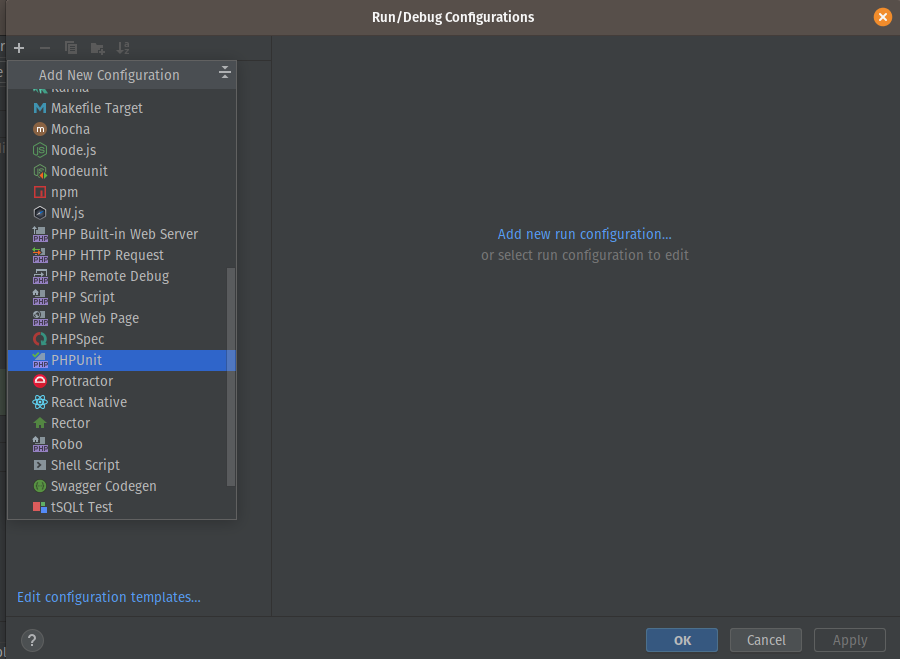 Run/Debug Configurations
Add New Configuration
Karma
Makefile Target
Mocha
Node.js
Nodeunit
npm
NW.js
PHP Built-in Web Server
PHP HTTP Request
PHP Remote Debug
PHP Script
PHP Web Page
PHPSpec
PHPUnit
Protractor
React Native
Rector
Robo
Shell Script
Swagger Codegen
tSQLt Test
Add new run configuration...
or select run configuration to edit
Edit configuration templates...
?
OK
Cancel
Apply